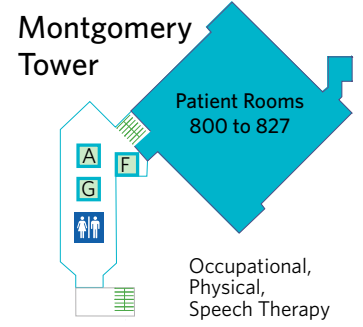 Montgomery
Tower
Patient Rooms
800 to 827
A
F
G
Occupational,
Physical,
Speech Therapy